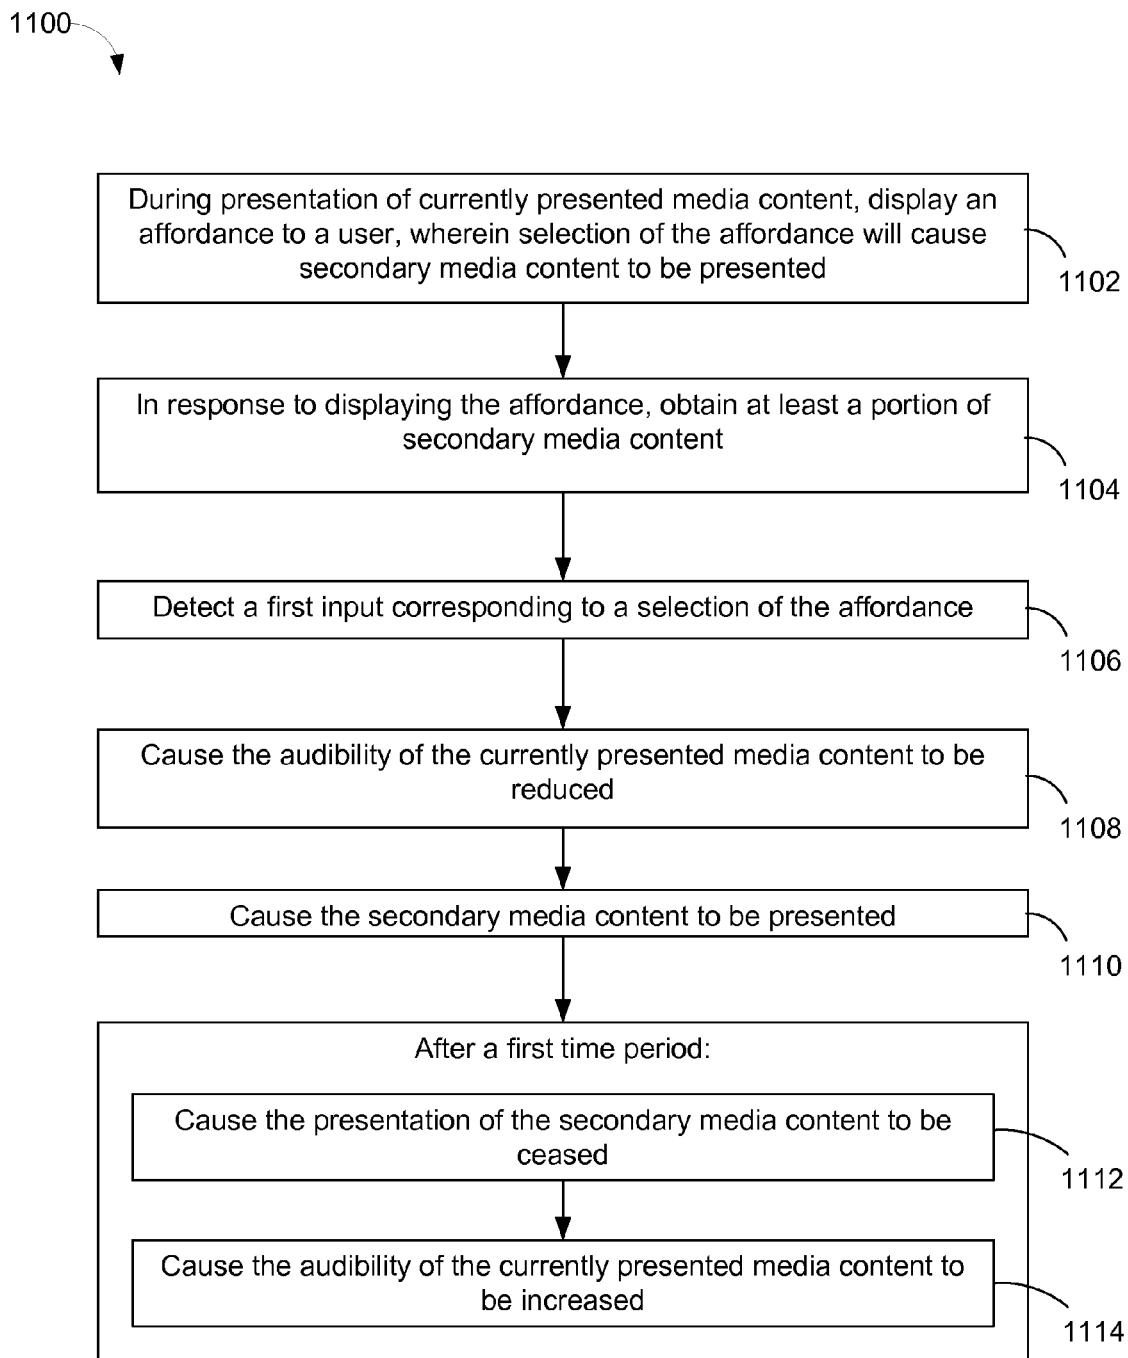 1100
During presentation of currently presented media content, display an
affordance to a user, wherein selection of the affordance will cause
secondary media content to be presented
1102
In response to displaying the affordance, obtain at least a portion of
secondary media content
1104
Detect a first input corresponding to a selection of the affordance
1106
Cause the audibility of the currently presented media content to be
reduced
1108
Cause the secondary media content to be presented
1110
After a first time period:
Cause the presentation of the secondary media content to be
ceased
1112
Cause the audibility of the currently presented media content to
be increased
1114